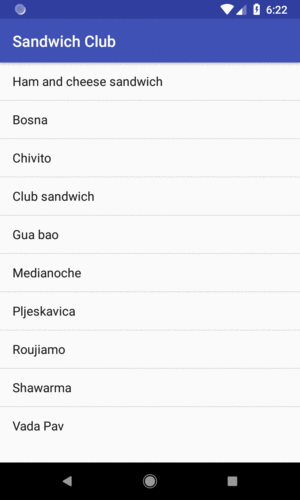 6:22
Sandwich Club
Ham and cheese sandwich
Bosna
Chivito
Club sandwich
Gua bao
Medianoche
Pljeskavica
Roujiamo
Shawarma
Vada Pav